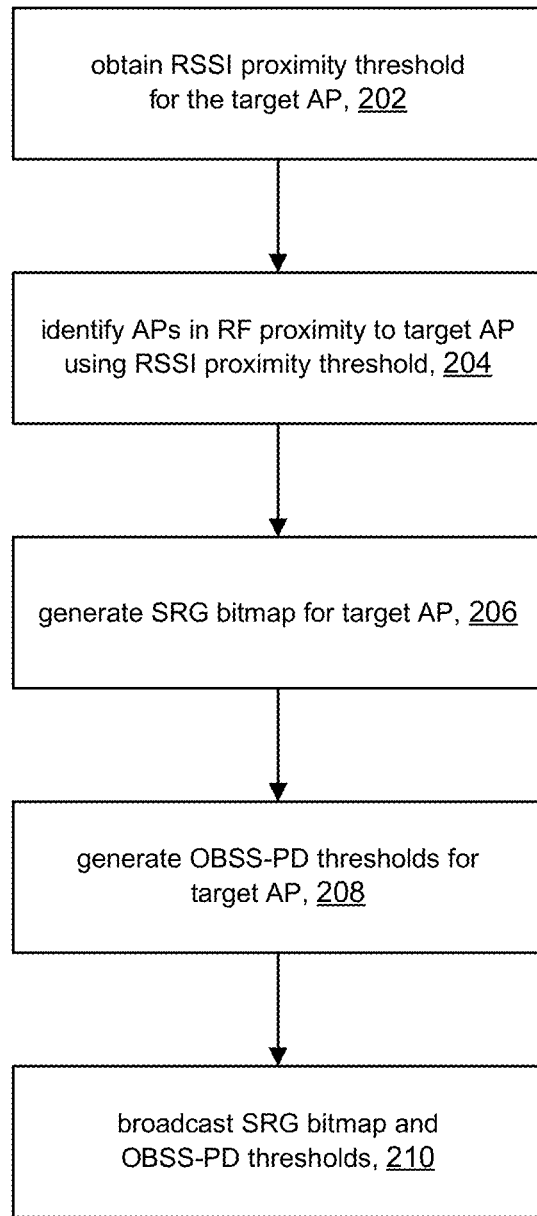 obtain RSSI proximity threshold
for the target AP, 202
identify APs in RF proximity to target AP
using RSSI proximity threshold, 204
generate SRG bitmap for target AP, 206
generate OBSS-PD thresholds for
target AP, 208
broadcast SRG bitmap and
OBSS-PD thresholds, 210